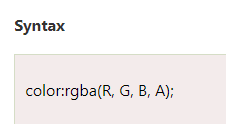 Syntax
color:rgba(R, G, B, A);